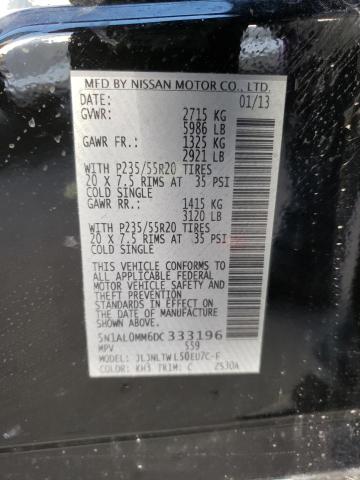 MFD BY NISSAN MOTOR CO., LTD.
DATE: 01/13
GVWR: 2715 KG
5986 LB
GAWR FR.: 1325 KG
2921 LB
WITH P235/55R20 TIRES
20 X 7.5 RIMS AT 35 PSI
COLD SINGLE
GAWR RR.: 1415 KG
3120 LB
WITH P235/55R20 TIRES
20 X 7.5 RIMS AT 35 PSI
COLD SINGLE
THIS VEHICLE CONFORMS TO
ALL APPLICABLE FEDERAL
MOTOR VEHICLE SAFETY AND
THEFT PREVENTION
STANDARDS IN EFFECT ON
THE DATE OF MANUFACTURE
SHOWN ABOVE.
5N1AL0MM6DC333196
MPV S59
MODEL: JLJNLTWL50EU7C-F
COLOR: KH3 TRIM: C 2530A